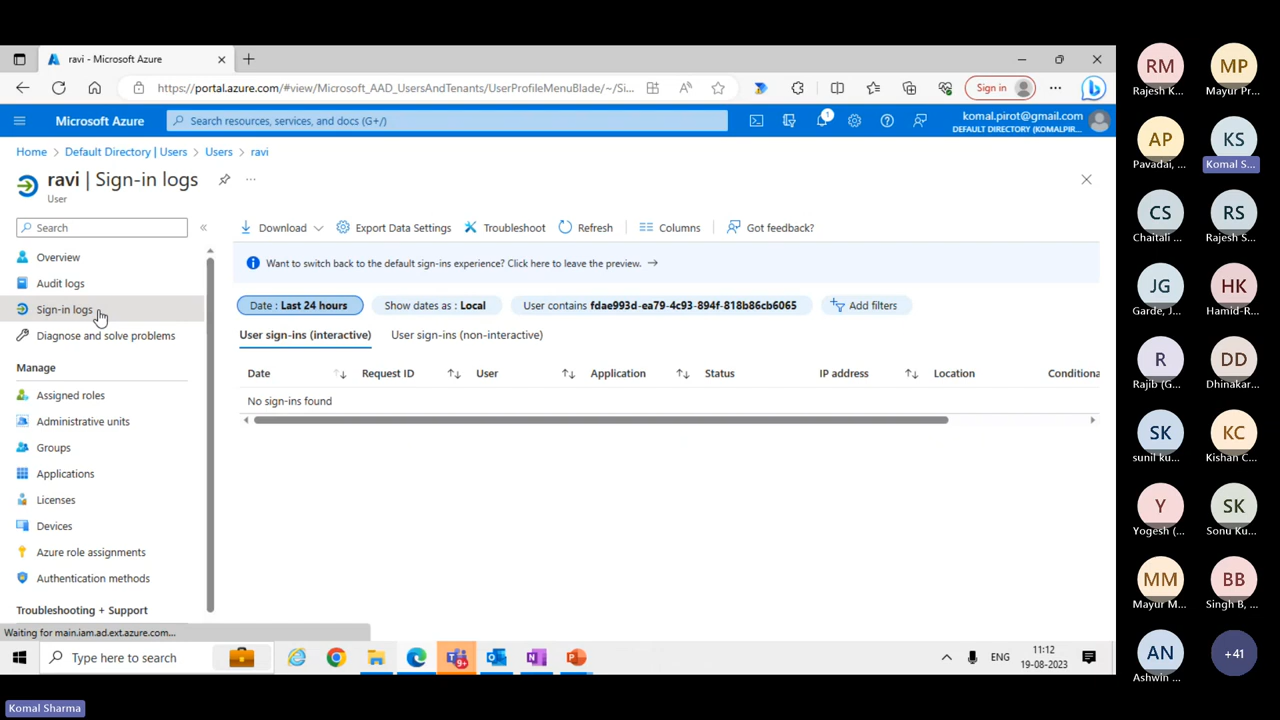 ravi - Microsoft Azure
https://portal.azure.com/#view/Microsoft_AAD_UsersAndTenants/UserProfileMenuBlade/~/Si...
Sign in
Microsoft Azure
Search resources, services, and docs (G+/)
1
komal.pirot@gmail.com
DEFAULT DIRECTORY (KOMALPIR...
Home > Default Directory | Users > Users > ravi
ravi | Sign-in logs
User
Search
Overview
Audit logs
Sign-in logs
Diagnose and solve problems
Manage
Assigned roles
Administrative units
Groups
Applications
Licenses
Devices
Azure role assignments
Authentication methods
Troubleshooting + Support
Waiting for main.iam.ad.ext.azure.com...
Download
Export Data Settings
Troubleshoot
Refresh
Columns
Got feedback?
Want to switch back to the default sign-ins experience? Click here to leave the preview.
Date : Last 24 hours
Show dates as : Local
User contains fdae993d-ea79-4c93-894f-818b86cb6065
Add filters
User sign-ins (interactive)
User sign-ins (non-interactive)
Date Request ID User Application Status IP address Location Conditiona
No sign-ins found
Type here to search
9+
ENG
11:12
19-08-2023
Komal Sharma
RM MP
Rajesh K... Mayur Pr...
AP KS
Pavadai, ... Komal S...
CS RS
Chaitali ... Rajesh S...
JG HK
Garde, J... Hamid-R...
R DD
Rajib (G... Dhinakar...
SK KC
sunil ku... Kishan C...
Y SK
Yogesh (... Sonu Ku...
MM BB
Mayur M... Singh B, ...
AN +41
Ashwin ...